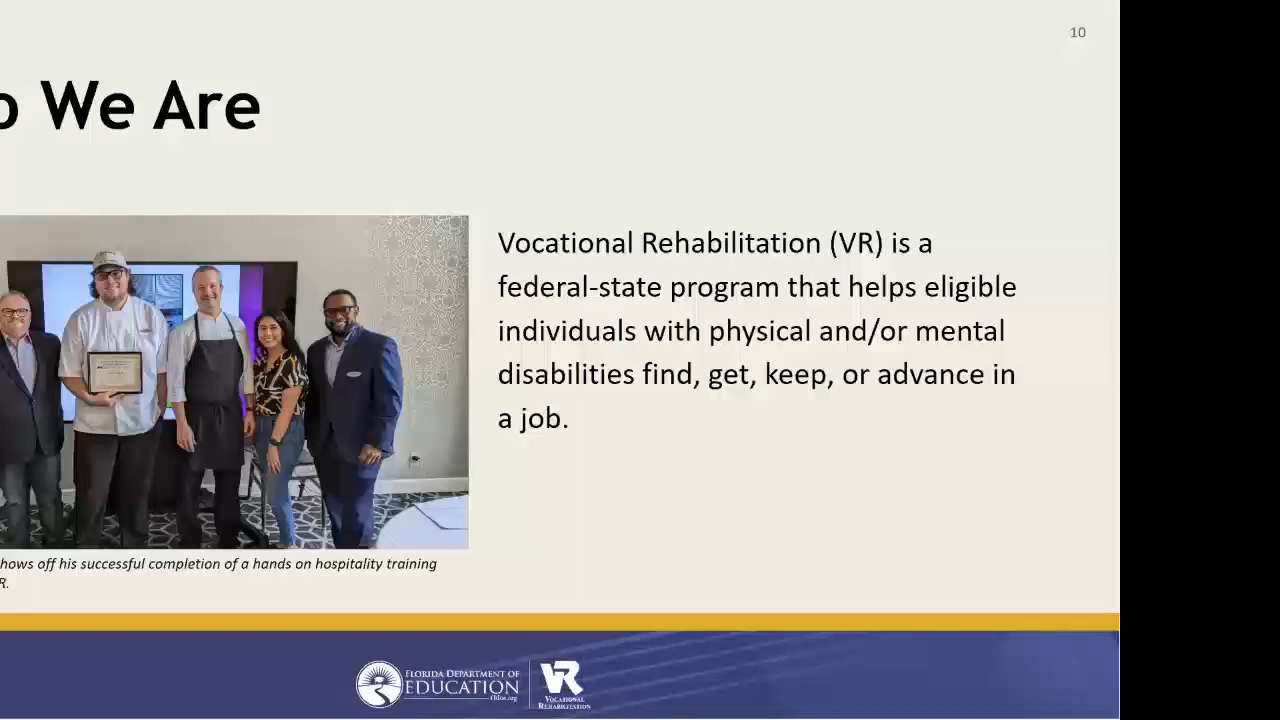 10
o We Are
Vocational Rehabilitation (VR) is a
federal-state program that helps eligible
individuals with physical and/or mental
disabilities find, get, keep, or advance in
a job.
hows off his successful completion of a hands on hospitality training
R.
FLORIDA DEPARTMENT OF
EDUCATION
fldoe.org
VR
VOCATIONAL
REHABILITATION